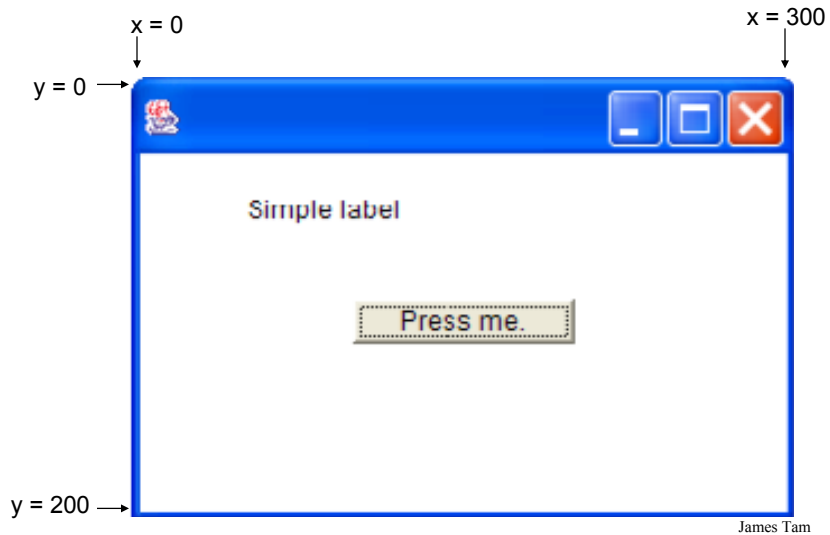 x = 0
x = 300
y = 0
Simple label
Press me.
y = 200
James Tam